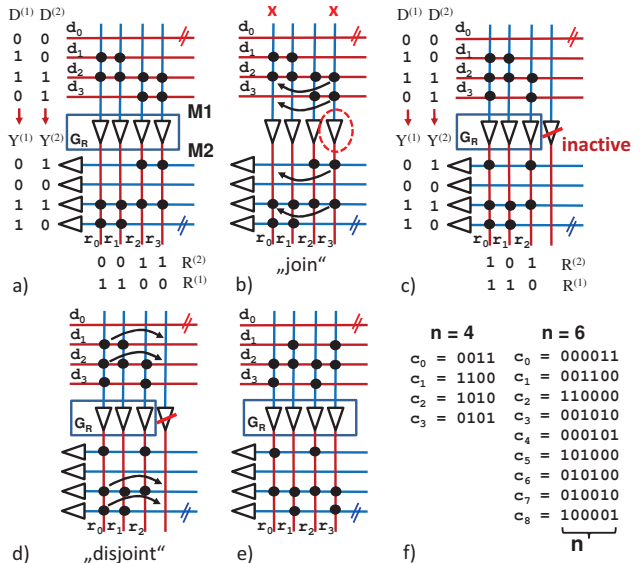 D⁽¹⁾ D⁽²⁾
0 0
1 0
1 1
0 1
Y⁽¹⁾ Y⁽²⁾
0 1
0 0
1 1
1 0
d₀
d₁
d₂
d₃
M1
G_R
M2
r₀ r₁ r₂ r₃
0 0 1 1 R⁽²⁾
1 1 0 0 R⁽¹⁾
a)
x x
d₀
d₁
d₂
d₃
r₀ r₁ r₂ r₃
„join"
b)
D⁽¹⁾ D⁽²⁾
0 0
1 0
1 1
0 1
Y⁽¹⁾ Y⁽²⁾
0 1
0 0
1 1
1 0
d₀
d₁
d₂
d₃
G_R
inactive
r₀ r₁ r₂
1 0 1 R⁽²⁾
1 1 0 R⁽¹⁾
c)
d₀
d₁
d₂
d₃
G_R
r₀ r₁ r₂
d) „disjoint"
d₀
d₁
d₂
d₃
G_R
r₀ r₁ r₂ r₃
e)
n = 4
c₀ = 0011
c₁ = 1100
c₂ = 1010
c₃ = 0101
n = 6
c₀ = 000011
c₁ = 001100
c₂ = 110000
c₃ = 001010
c₄ = 000101
c₅ = 101000
c₆ = 010100
c₇ = 010010
c₈ = 100001
n
f)